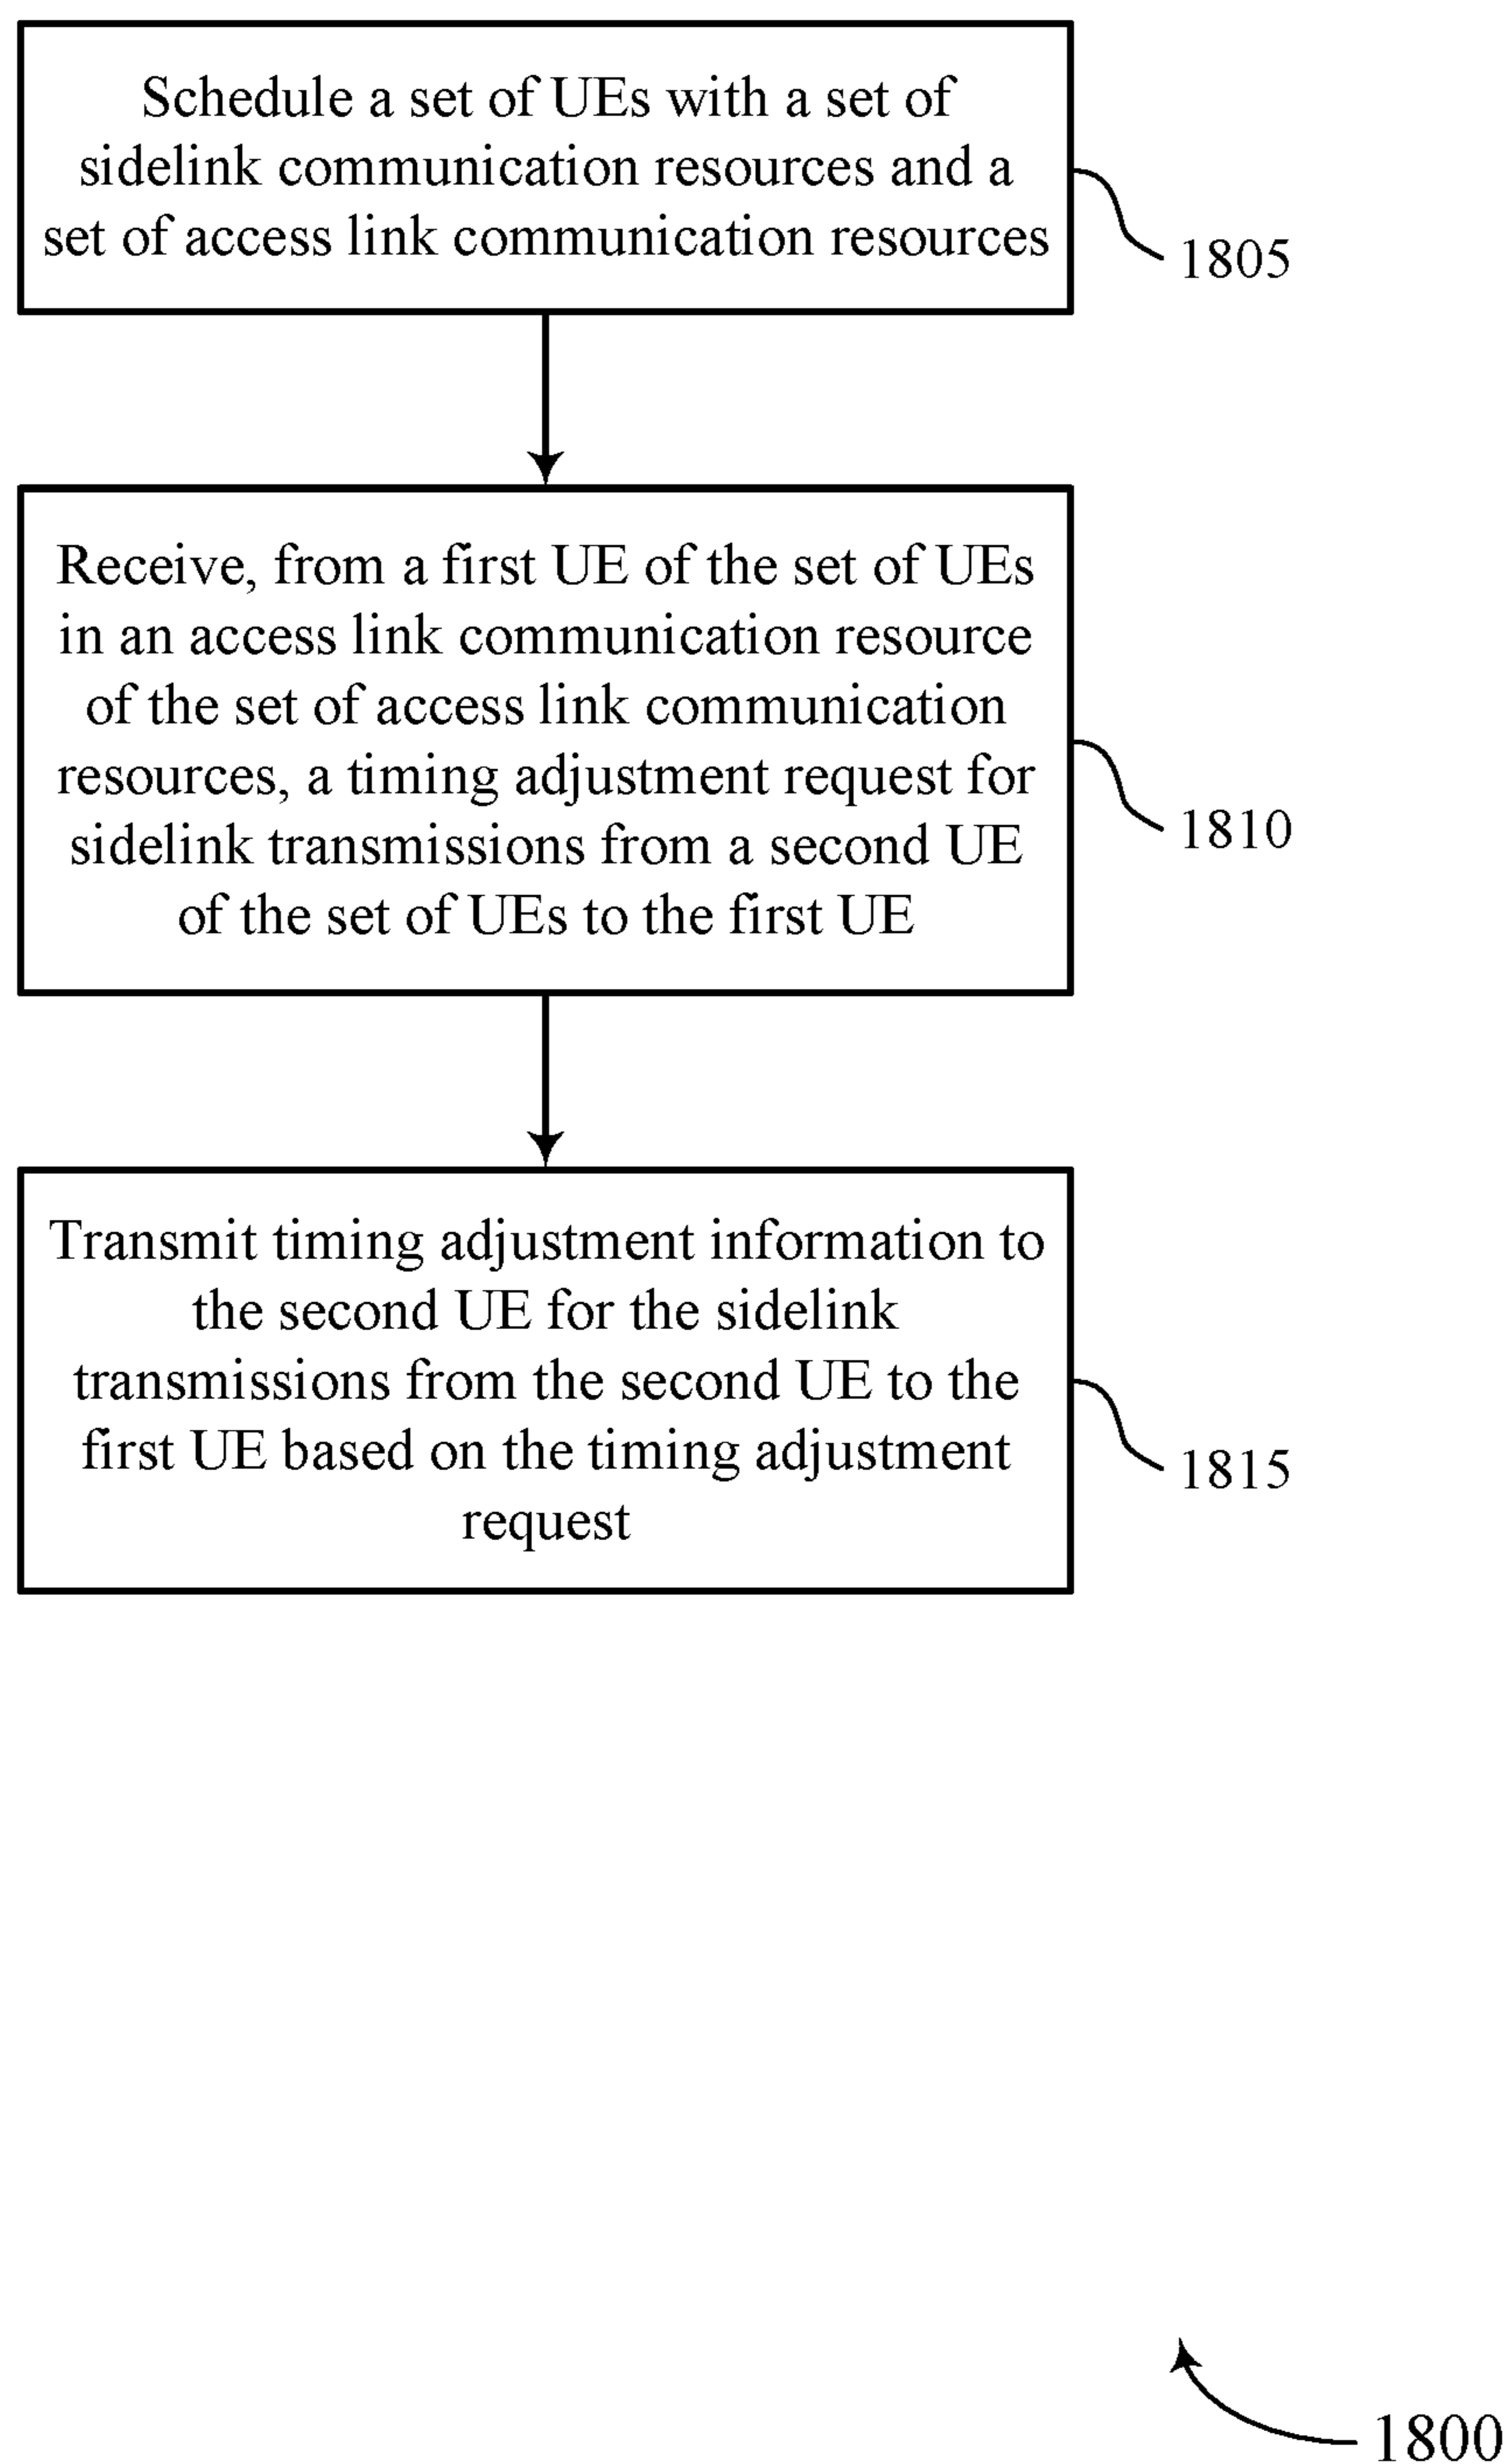 Schedule a set of UEs with a set of
sidelink communication resources and a
set of access link communication resources
1805
Receive, from a first UE of the set of UEs
in an access link communication resource
of the set of access link communication
resources, a timing adjustment request for
sidelink transmissions from a second UE
of the set of UEs to the first UE
1810
Transmit timing adjustment information to
the second UE for the sidelink
transmissions from the second UE to the
first UE based on the timing adjustment
request
1815
1800